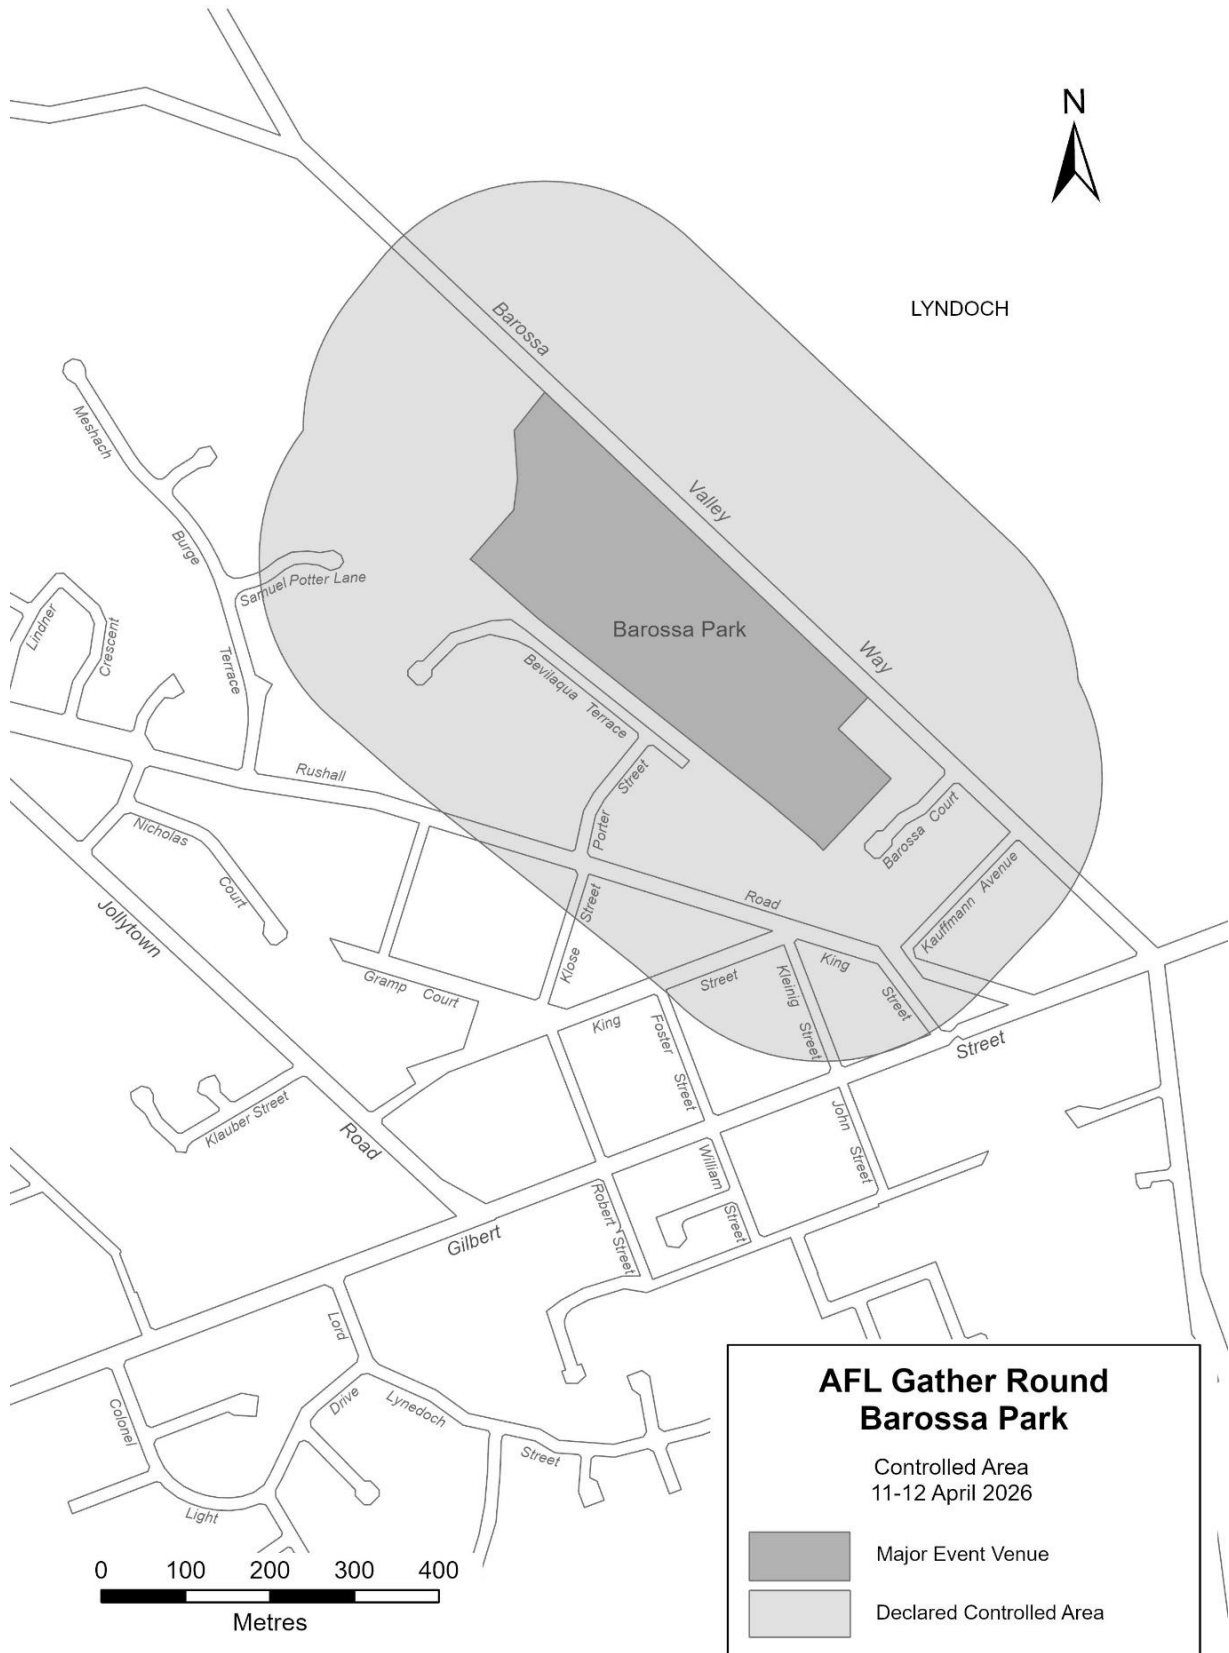 N
LYNDOCH
Barossa
Valley
Way
Meshach
Burge
Terrace
Samuel Potter Lane
Lindner
Crescent
Barossa Park
Bevilaqua Terrace
Rushall
Road
Porter
Street
Nicholas
Court
Barossa Court
Kauffmann Avenue
Jollytown
Road
Klose
Street
Gramp Court
King
Street
Kleinig
Street
King
Street
Foster
Street
Street
Klauber Street
John
Street
William
Street
Robert
Street
Gilbert
Lord
Drive
Lynedoch
Street
Colonel
Light
0 100 200 300 400
Metres
AFL Gather Round
Barossa Park
Controlled Area
11-12 April 2026
Major Event Venue
Declared Controlled Area